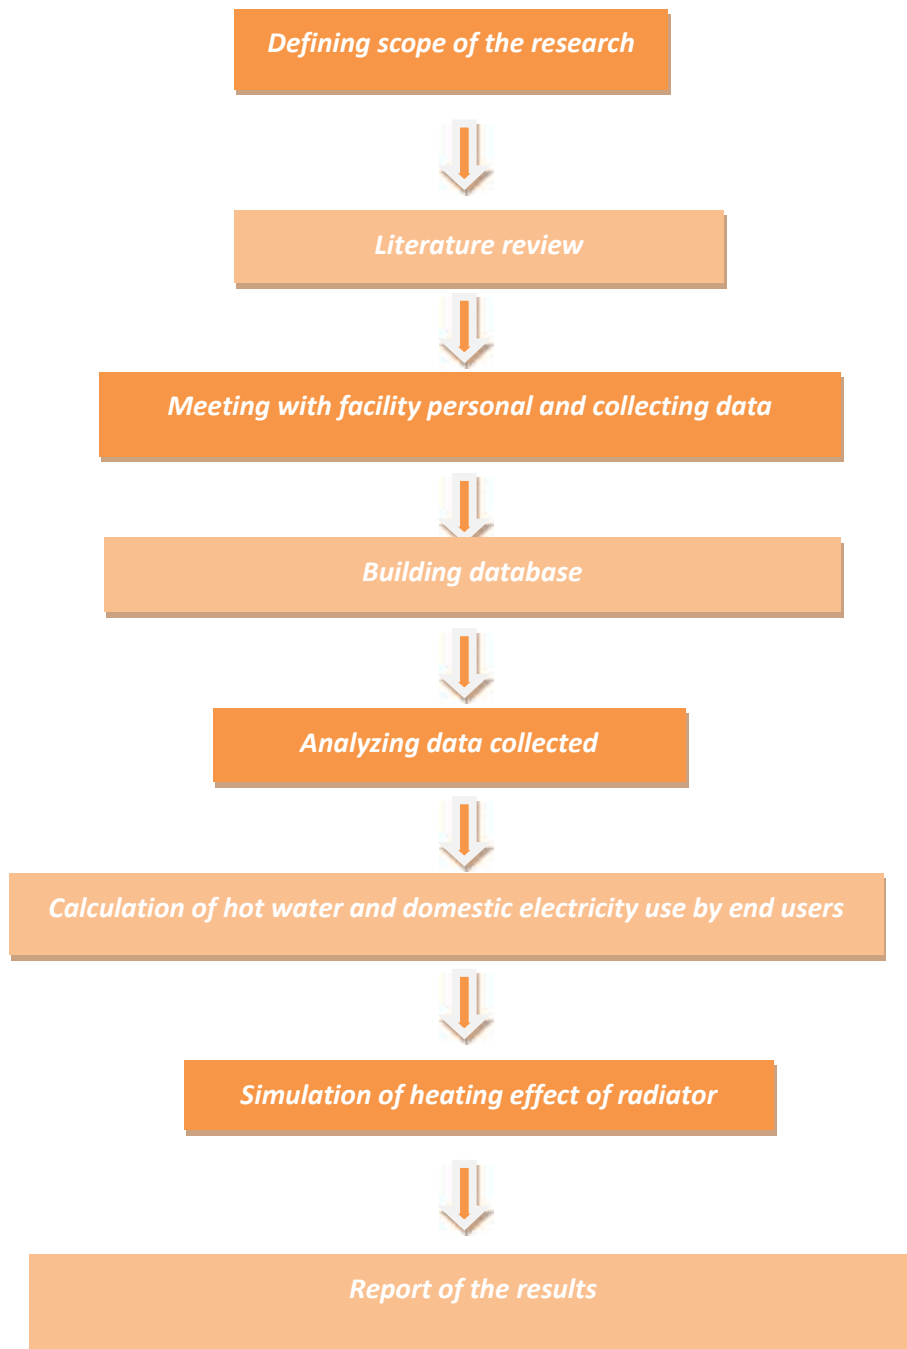 Defining scope of the research
Literature review
Meeting with facility personal and collecting data
Building database
Analyzing data collected
Calculation of hot water and domestic electricity use by end users
Simulation of heating effect of radiator
Report of the results